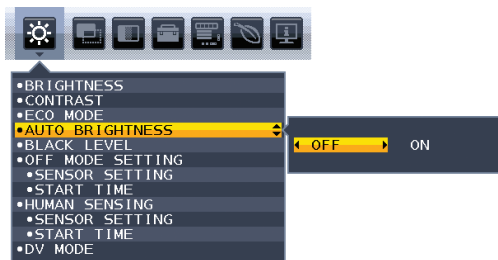 •BRIGHTNESS
•CONTRAST
•ECO MODE
•AUTO BRIGHTNESS
OFF ON
•BLACK LEVEL
•OFF MODE SETTING
•SENSOR SETTING
•START TIME
•HUMAN SENSING
•SENSOR SETTING
•START TIME
•DV MODE